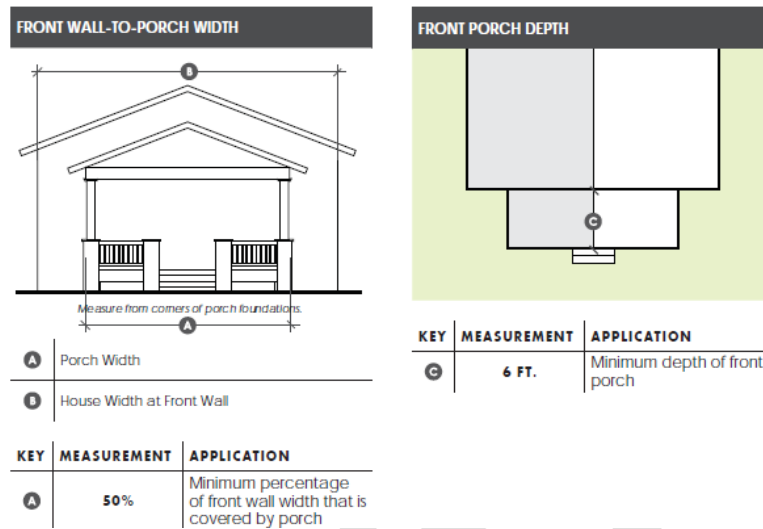 FRONT WALL-TO-PORCH WIDTH
B
Measure from corners of porch foundations.
A
A Porch Width
B House Width at Front Wall
KEY MEASUREMENT APPLICATION
A 50% Minimum percentage
of front wall width that is
covered by porch
FRONT PORCH DEPTH
C
KEY MEASUREMENT APPLICATION
C 6 FT. Minimum depth of front
porch